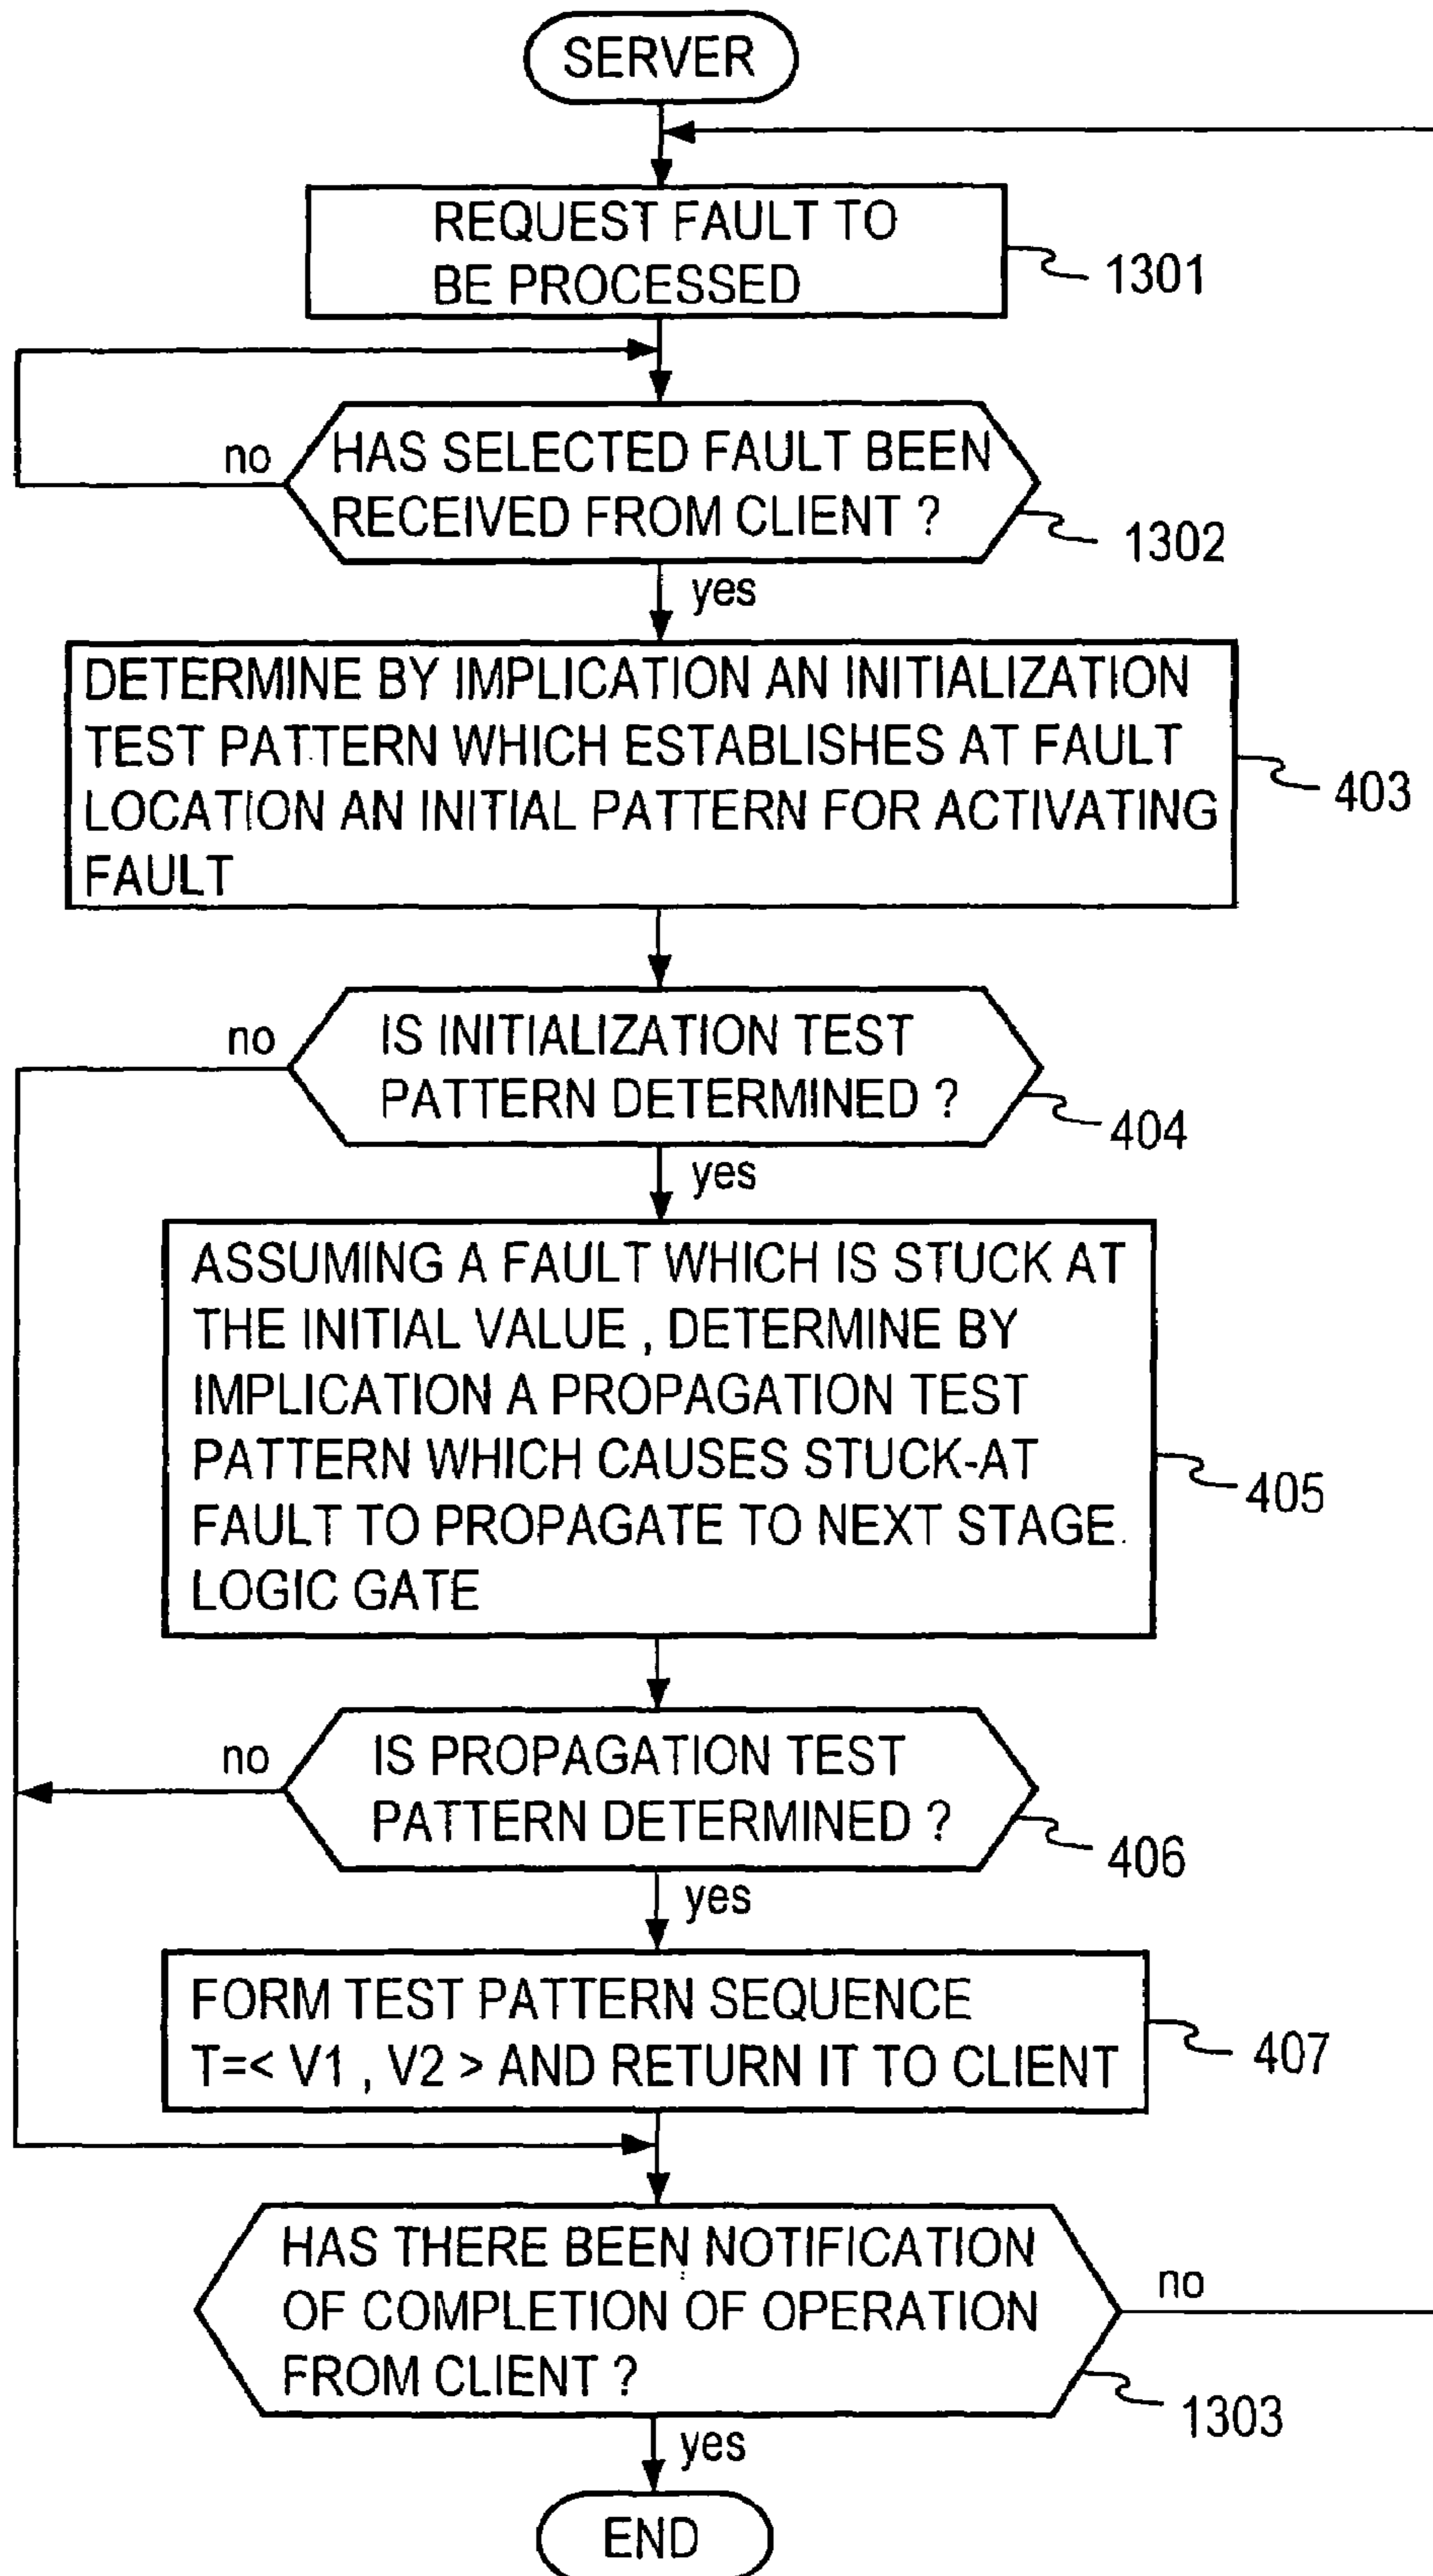 SERVER
REQUEST FAULT TO
BE PROCESSED
1301
no
HAS SELECTED FAULT BEEN
RECEIVED FROM CLIENT ?
1302
yes
DETERMINE BY IMPLICATION AN INITIALIZATION
TEST PATTERN WHICH ESTABLISHES AT FAULT
LOCATION AN INITIAL PATTERN FOR ACTIVATING
FAULT
403
no
IS INITIALIZATION TEST
PATTERN DETERMINED ?
404
yes
ASSUMING A FAULT WHICH IS STUCK AT
THE INITIAL VALUE , DETERMINE BY
IMPLICATION A PROPAGATION TEST
PATTERN WHICH CAUSES STUCK-AT
FAULT TO PROPAGATE TO NEXT STAGE.
LOGIC GATE
405
no
IS PROPAGATION TEST
PATTERN DETERMINED ?
406
yes
FORM TEST PATTERN SEQUENCE
T=< V1 , V2 > AND RETURN IT TO CLIENT
407
HAS THERE BEEN NOTIFICATION
OF COMPLETION OF OPERATION
FROM CLIENT ?
no
1303
yes
END